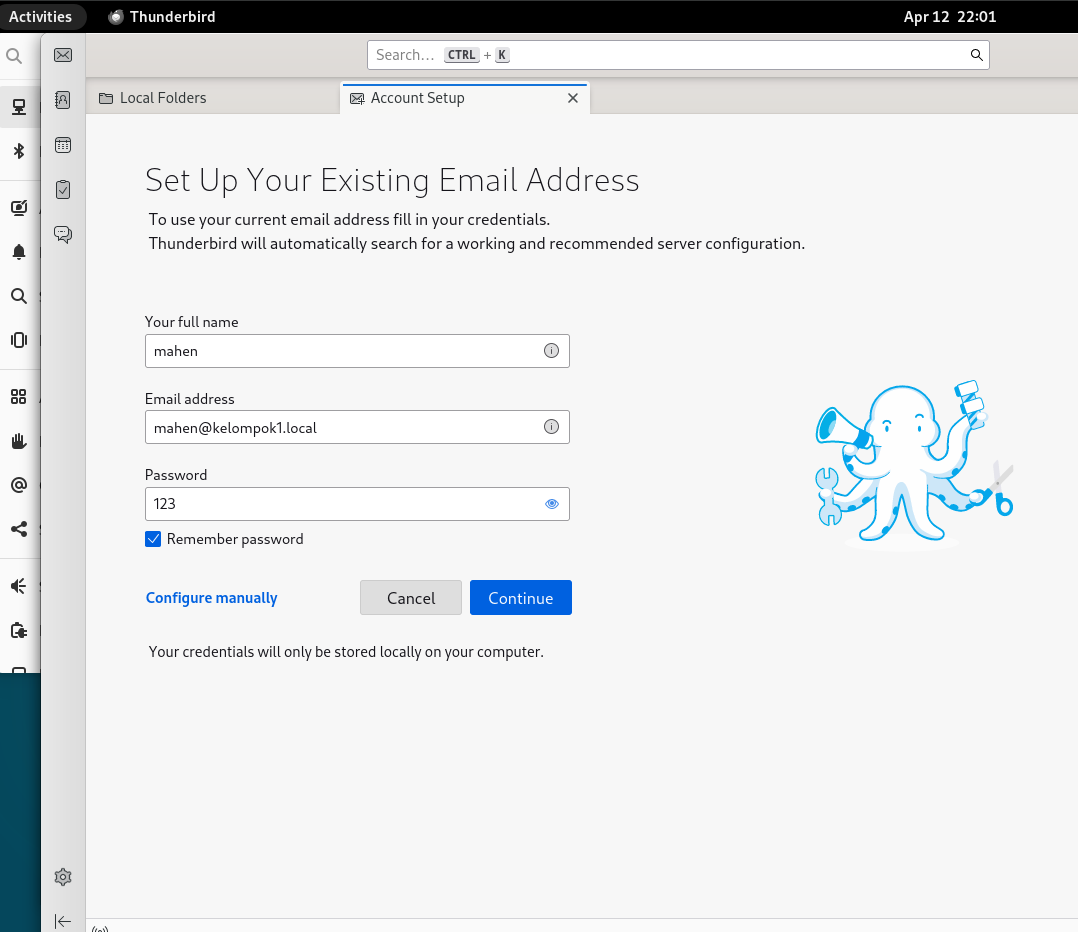 Activities
Thunderbird
Apr 12 22:01
Search... CTRL + K
Local Folders
Account Setup
Set Up Your Existing Email Address
To use your current email address fill in your credentials.
Thunderbird will automatically search for a working and recommended server configuration.
Your full name
mahen
Email address
mahen@kelompok1.local
Password
123
Remember password
Configure manually
Cancel
Continue
Your credentials will only be stored locally on your computer.